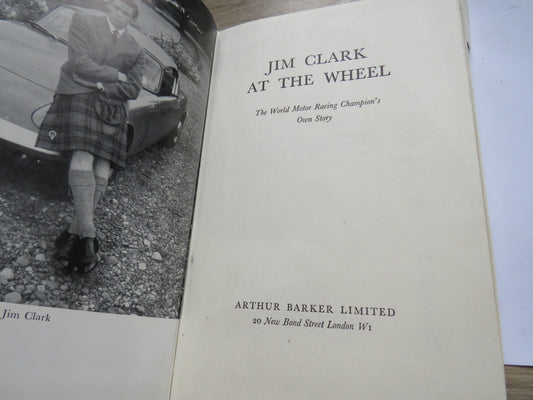 JIM CLARK
AT THE WHEEL
The World Motor Racing Champion's
Own Story
ARTHUR BARKER LIMITED
20 New Bond Street London W1
Jim Clark